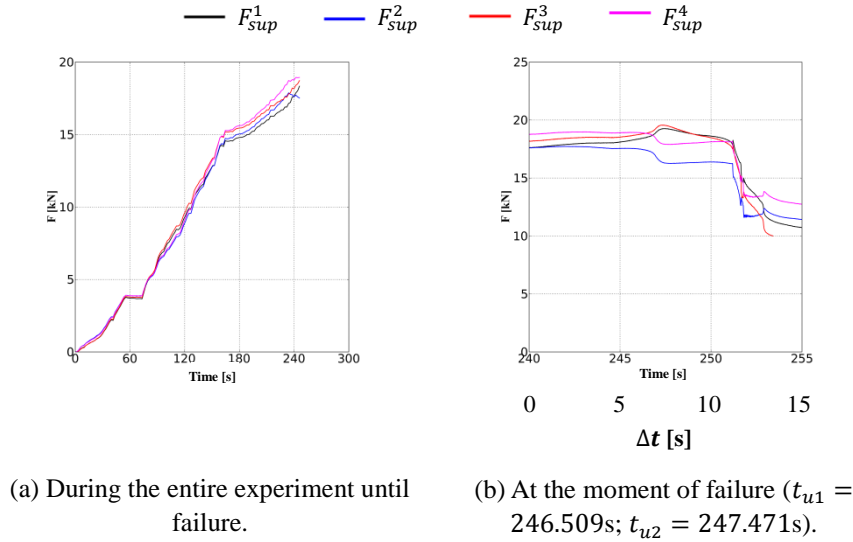 F¹ₛᵤₚ F²ₛᵤₚ F³ₛᵤₚ F⁴ₛᵤₚ
20
15
10
5
0
F [kN]
0 60 120 180 240 300
Time [s]
25
20
15
10
5
0
F [kN]
240 245 250 255
Time [s]
0 5 10 15
Δt [s]
(a) During the entire experiment until
failure.
(b) At the moment of failure (tᵤ₁ =
246.509s; tᵤ₂ = 247.471s).